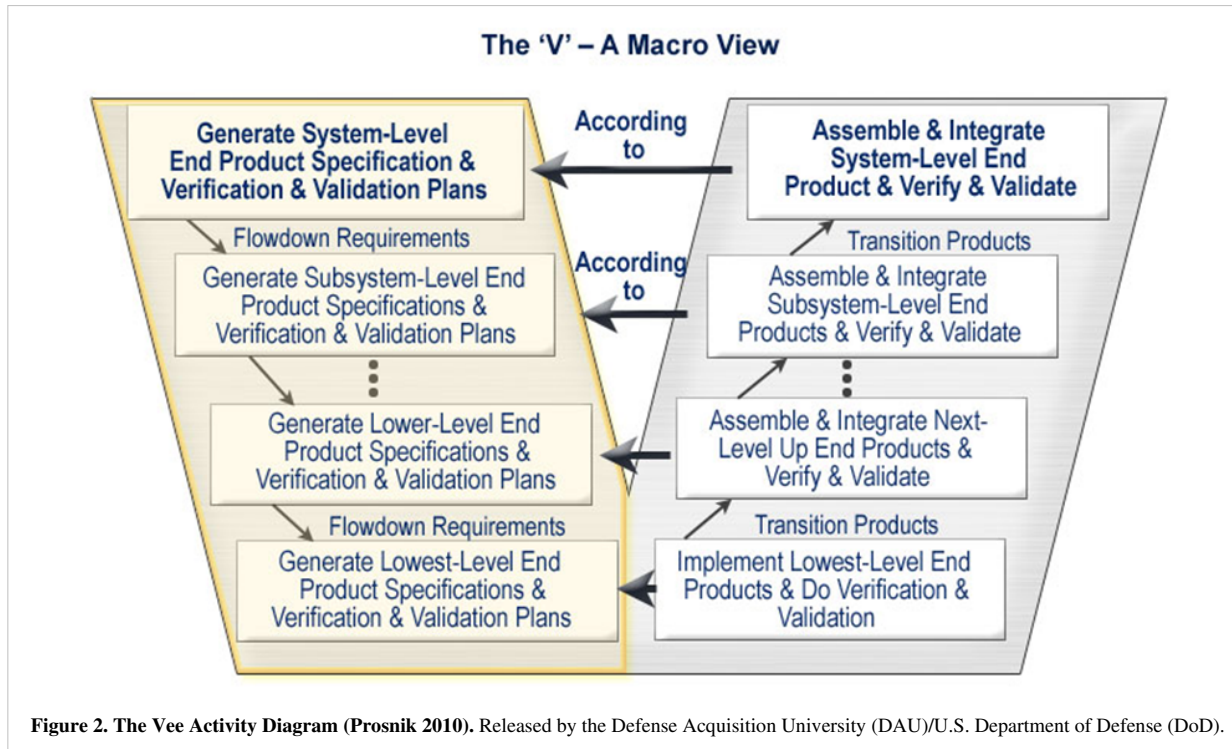 The ‘V’ – A Macro View
Generate System-Level
End Product Specification &
Verification & Validation Plans
According
to
Assemble & Integrate
System-Level End
Product & Verify & Validate
Flowdown Requirements
Transition Products
Generate Subsystem-Level End
Product Specifications &
Verification & Validation Plans
According
to
Assemble & Integrate
Subsystem-Level End
Products & Verify & Validate
Generate Lower-Level End
Product Specifications &
Verification & Validation Plans
Assemble & Integrate Next-
Level Up End Products &
Verify & Validate
Flowdown Requirements
Transition Products
Generate Lowest-Level End
Product Specifications &
Verification & Validation Plans
Implement Lowest-Level End
Products & Do Verification &
Validation
Figure 2. The Vee Activity Diagram (Prosnik 2010). Released by the Defense Acquisition University (DAU)/U.S. Department of Defense (DoD).